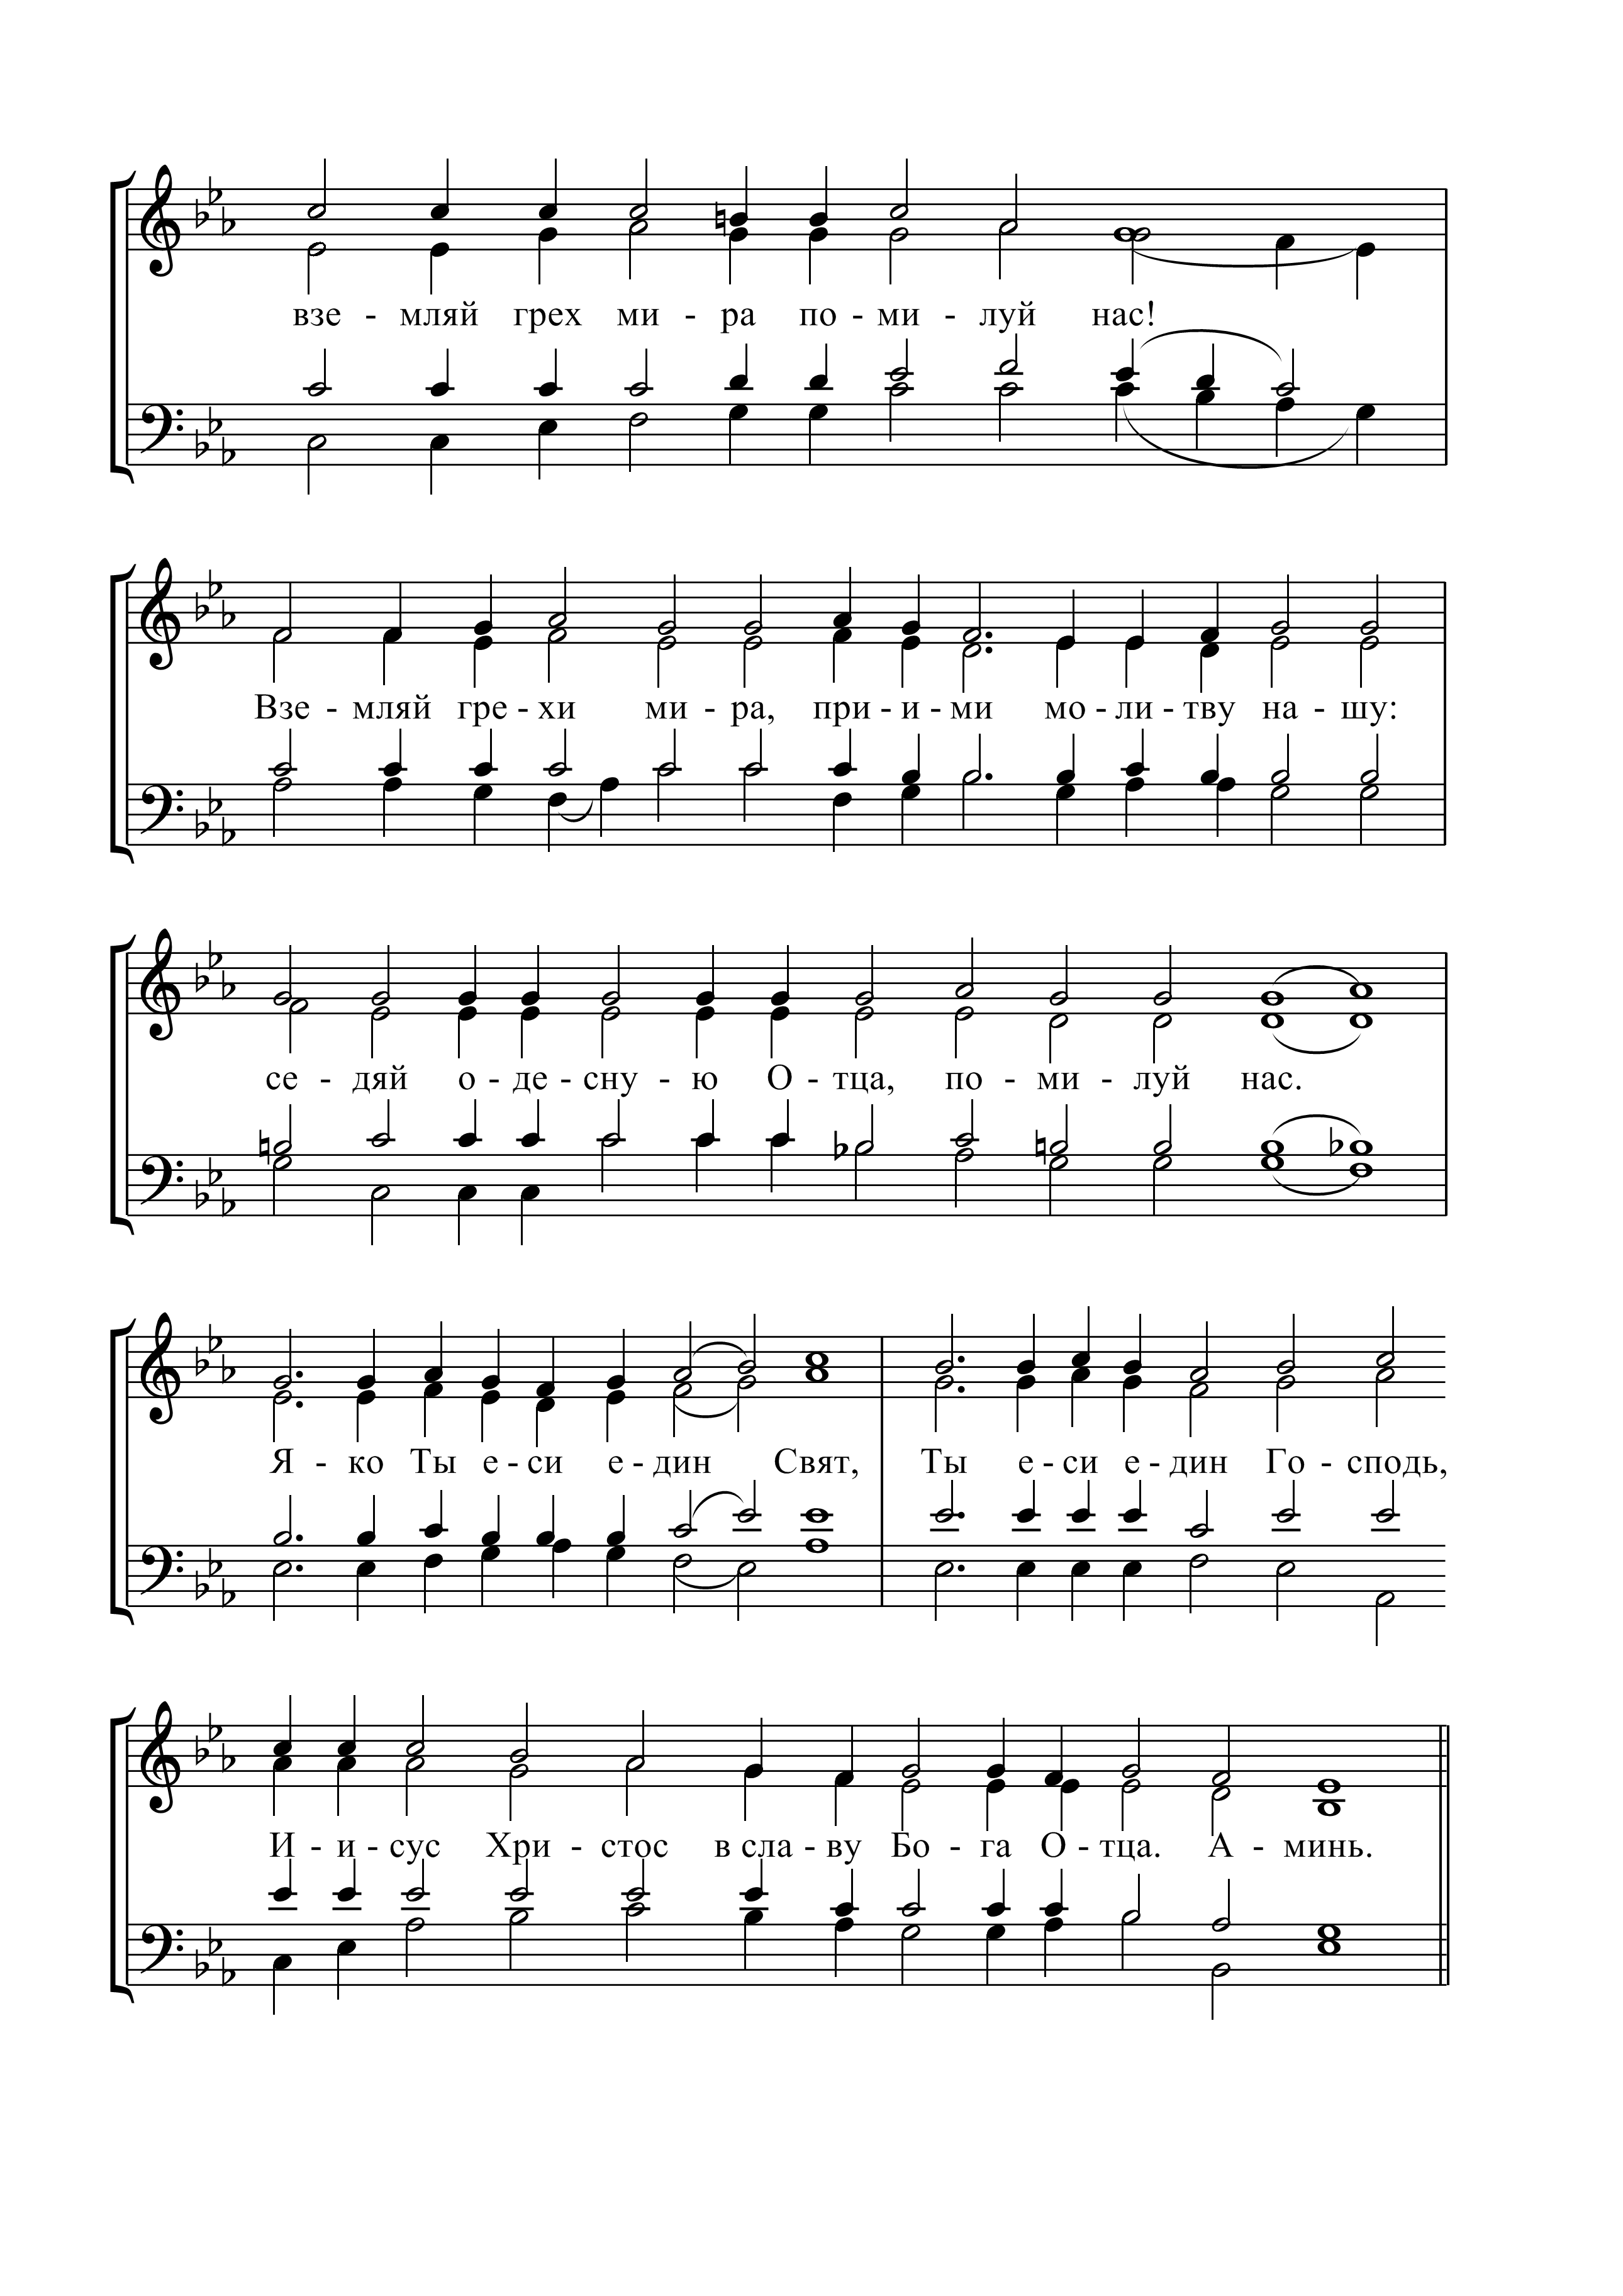 взе - мляй грех ми - ра по - ми - луй нас!
Взе - мляй гре - хи ми - ра, при - и - ми мо - ли - тву на - шу:
се - дяй о - де - сну - ю О - тца, по - ми - луй нас.
Я - ко Ты е - си е - дин Свят, Ты е - си е - дин Го - сподь,
И - и - сус Хри - стос в сла - ву Бо - га О - тца. А - минь.